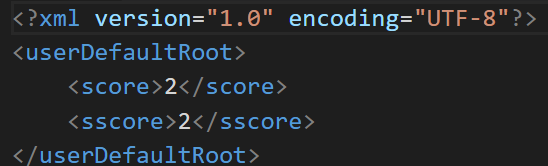 <?xml version="1.0" encoding="UTF-8"?>
<userDefaultRoot>
    <score>2</score>
    <sscore>2</sscore>
</userDefaultRoot>